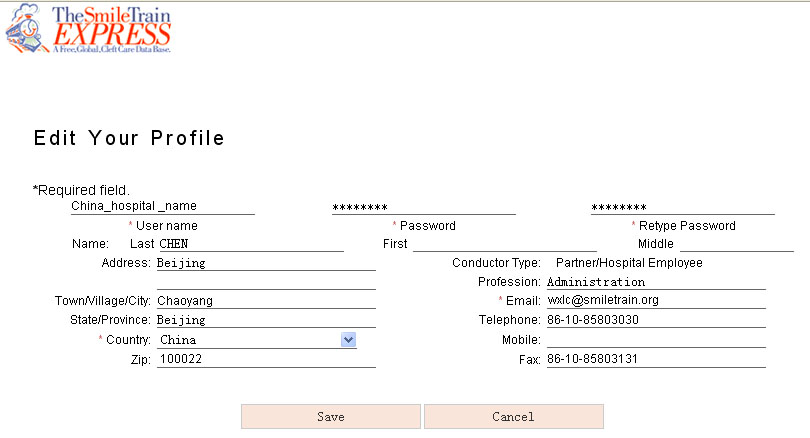 TheSmileTrain
EXPRESS
A Free, Global, Cleft Care Data Base.
Edit Your Profile
*Required field.
China_hospital _name ******** ********
* User name * Password * Retype Password
Name: Last CHEN First Middle
Address: Beijing Conductor Type: Partner/Hospital Employee
Profession: Administration
Town/Village/City: Chaoyang * Email: wxlc@smiletrain.org
State/Province: Beijing Telephone: 86-10-85803030
* Country: China Mobile:
Zip: 100022 Fax: 86-10-85803131
Save Cancel